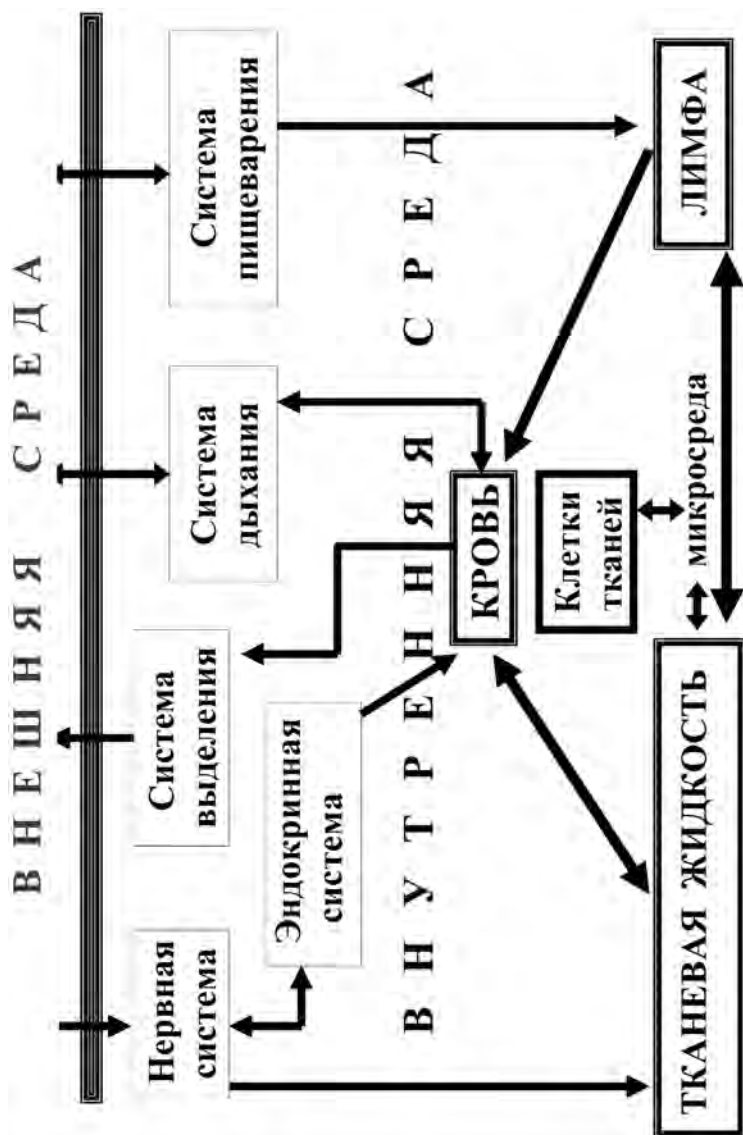 ВНЕШНЯЯ СРЕДА
Нервная
система
Система
выделения
Система
дыхания
Система
пищеварения
Эндокринная
система
ВНУТРЕННЯЯ СРЕДА
КРОВЬ
Клетки
тканей
микросреда
ТКАНЕВАЯ ЖИДКОСТЬ
ЛИМФА